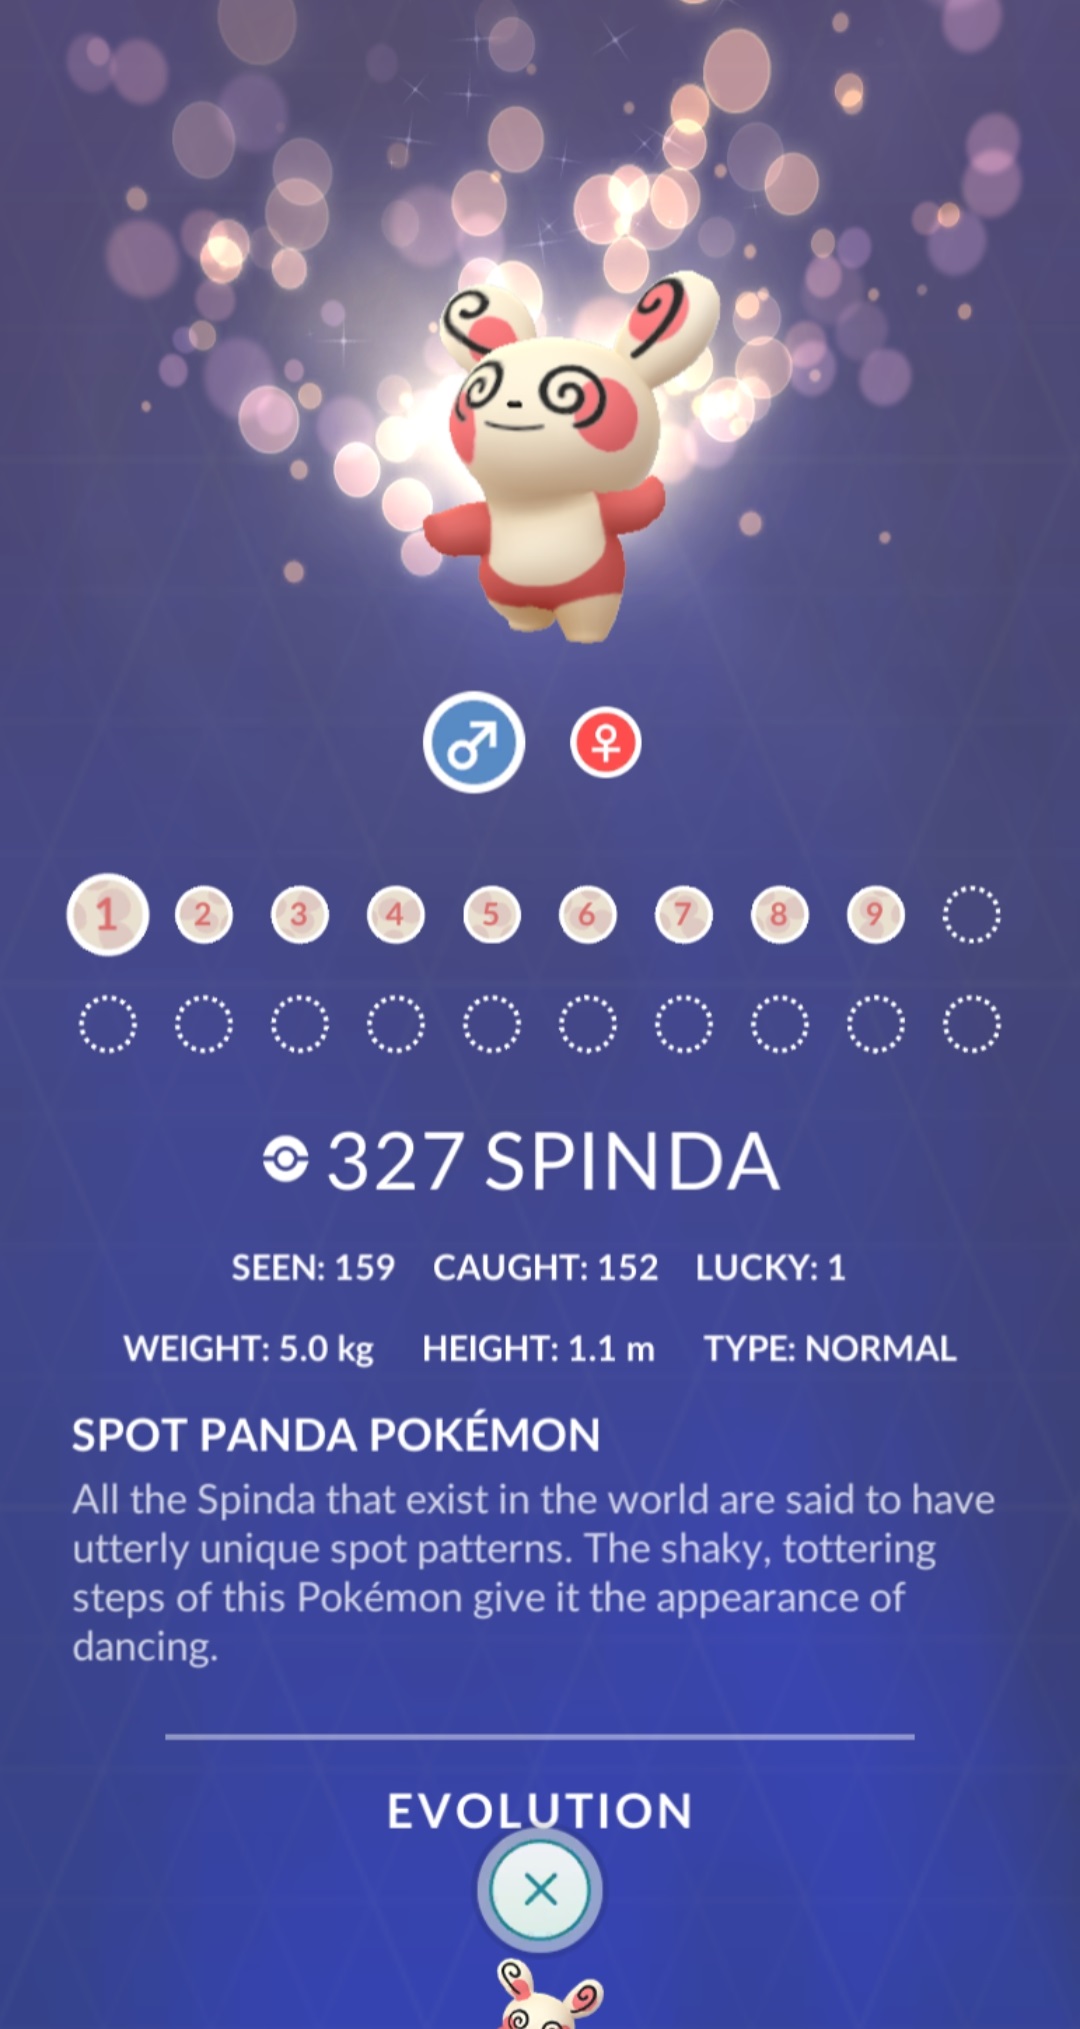 1 2 3 4 5 6 7 8 9
327 SPINDA
SEEN: 159 CAUGHT: 152 LUCKY: 1
WEIGHT: 5.0 kg HEIGHT: 1.1 m TYPE: NORMAL
SPOT PANDA POKÉMON
All the Spinda that exist in the world are said to have
utterly unique spot patterns. The shaky, tottering
steps of this Pokémon give it the appearance of
dancing.
EVOLUTION